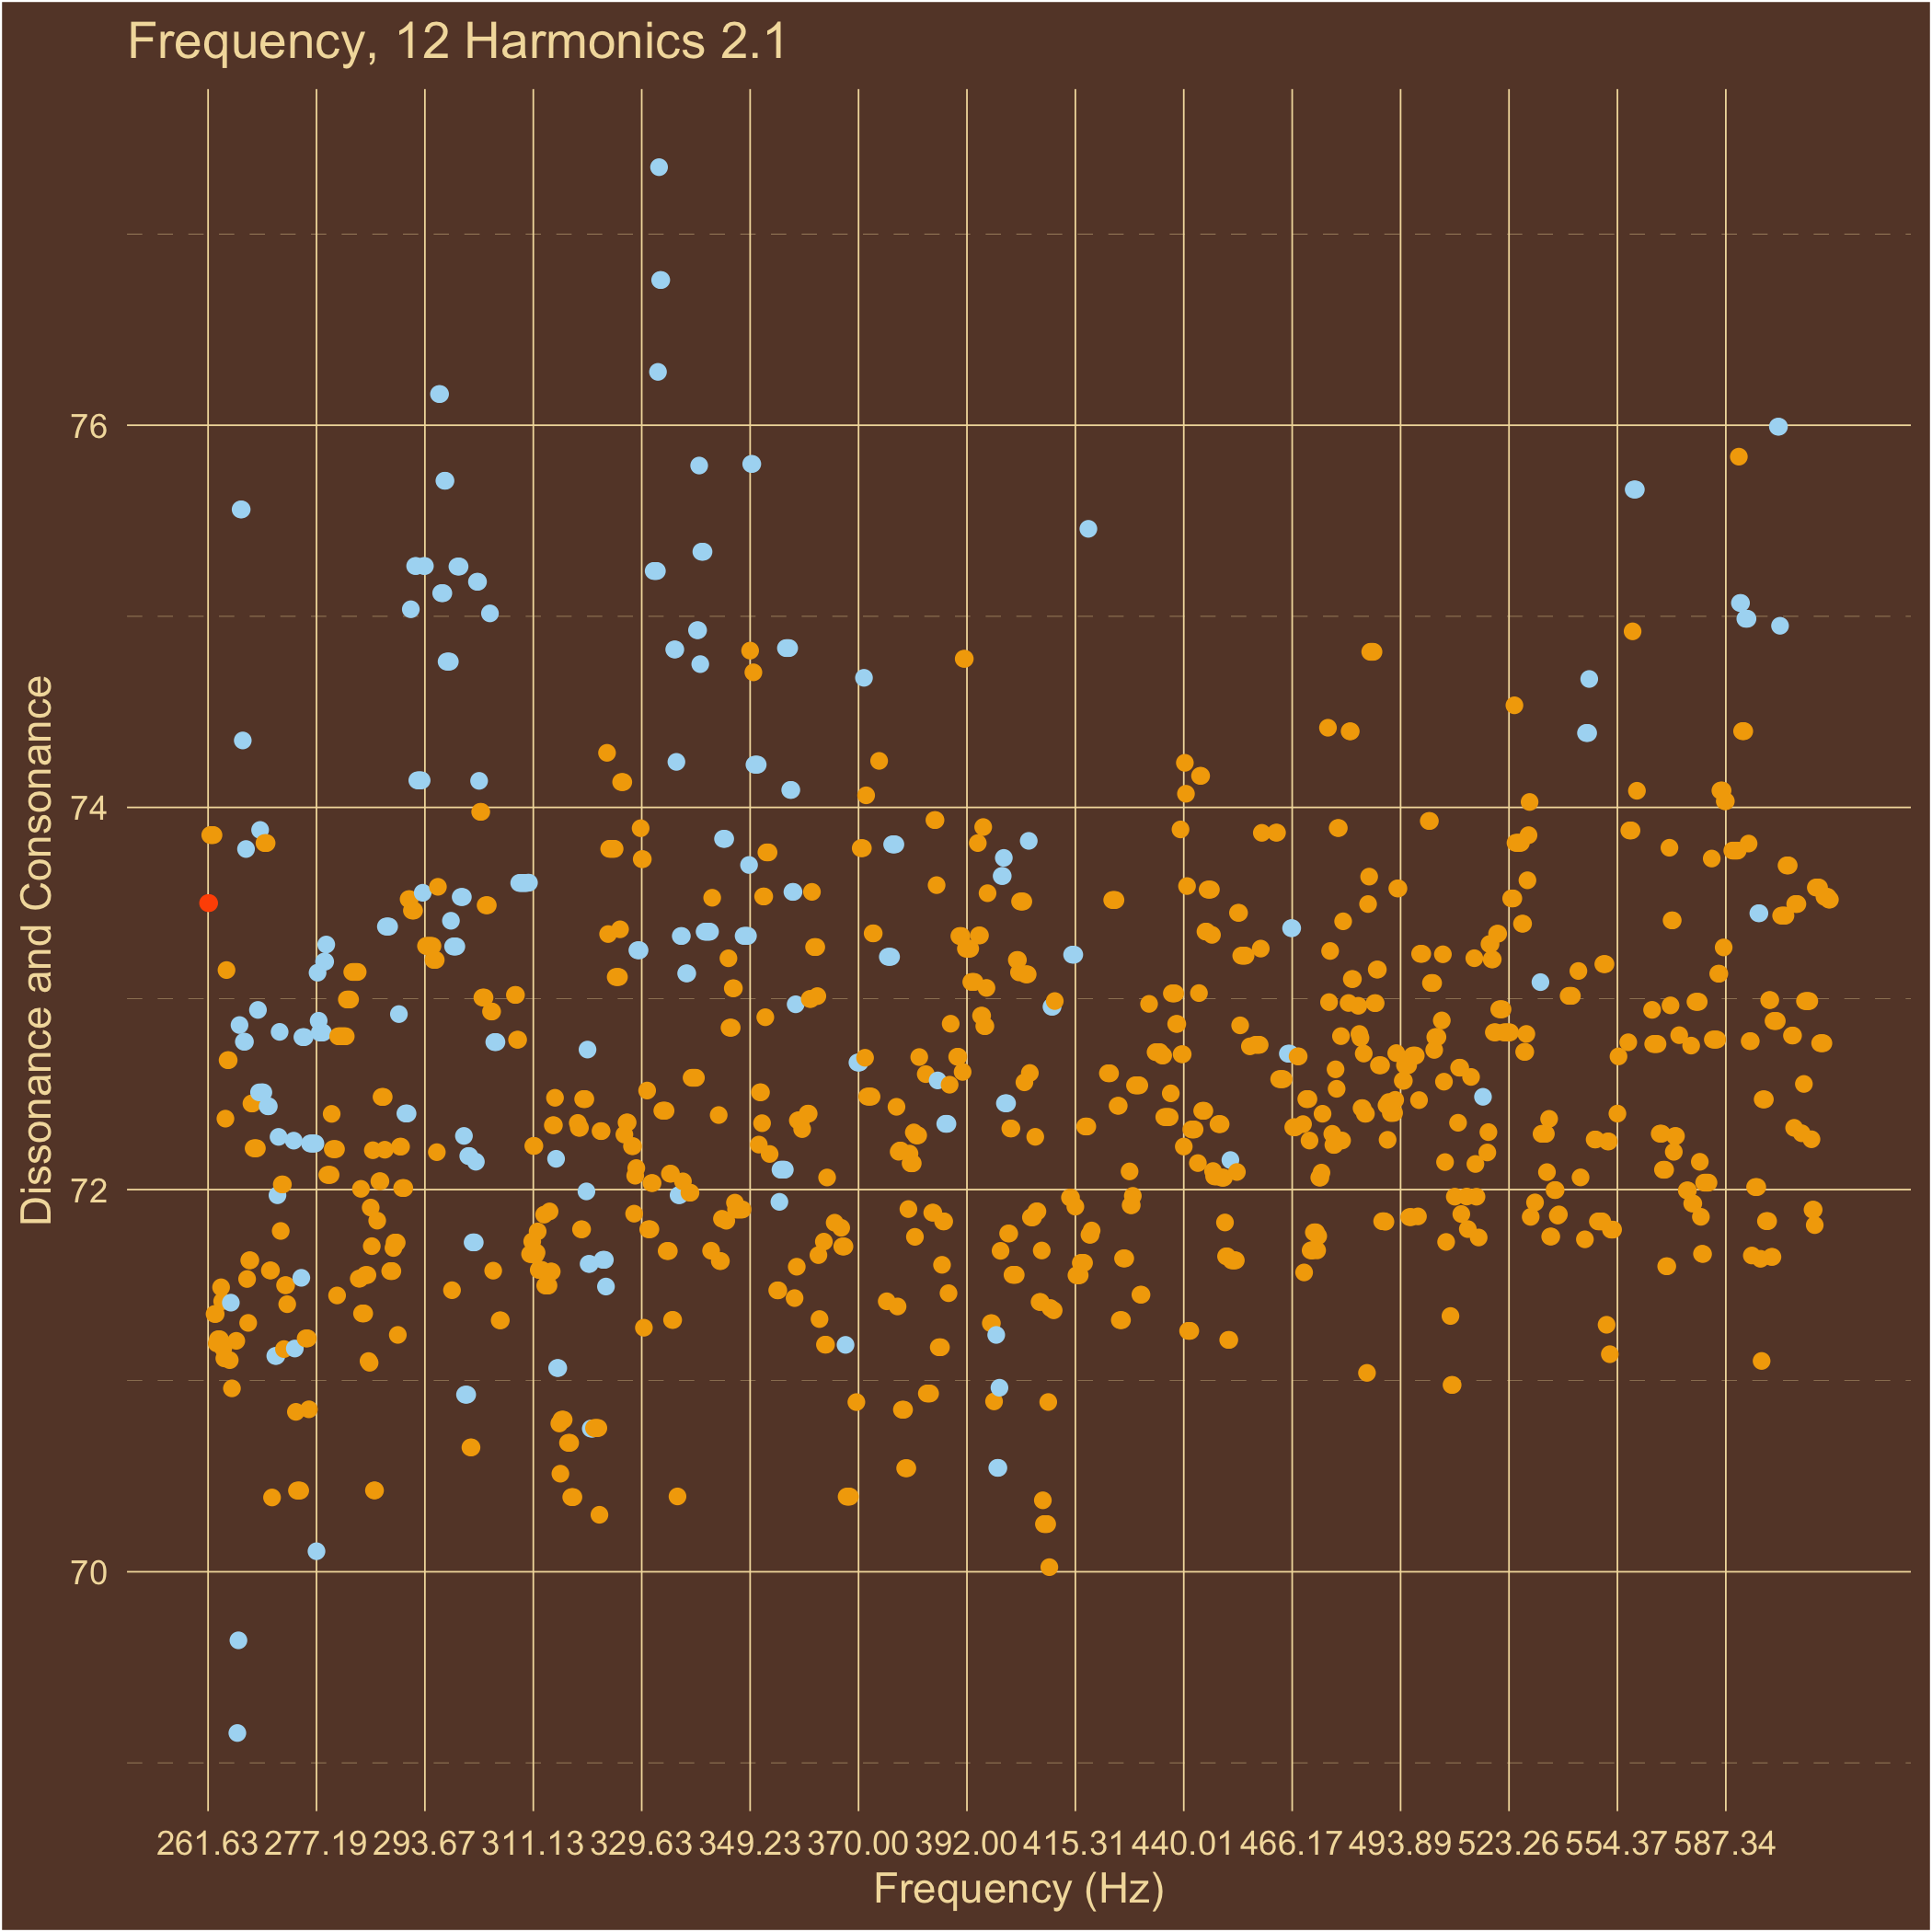 Frequency, 12 Harmonics 2.1
Dissonance and Consonance
76
74
72
70
261.63 277.19 293.67 311.13 329.63 349.23 370.00 392.00 415.31 440.01 466.17 493.89 523.26 554.37 587.34
Frequency (Hz)